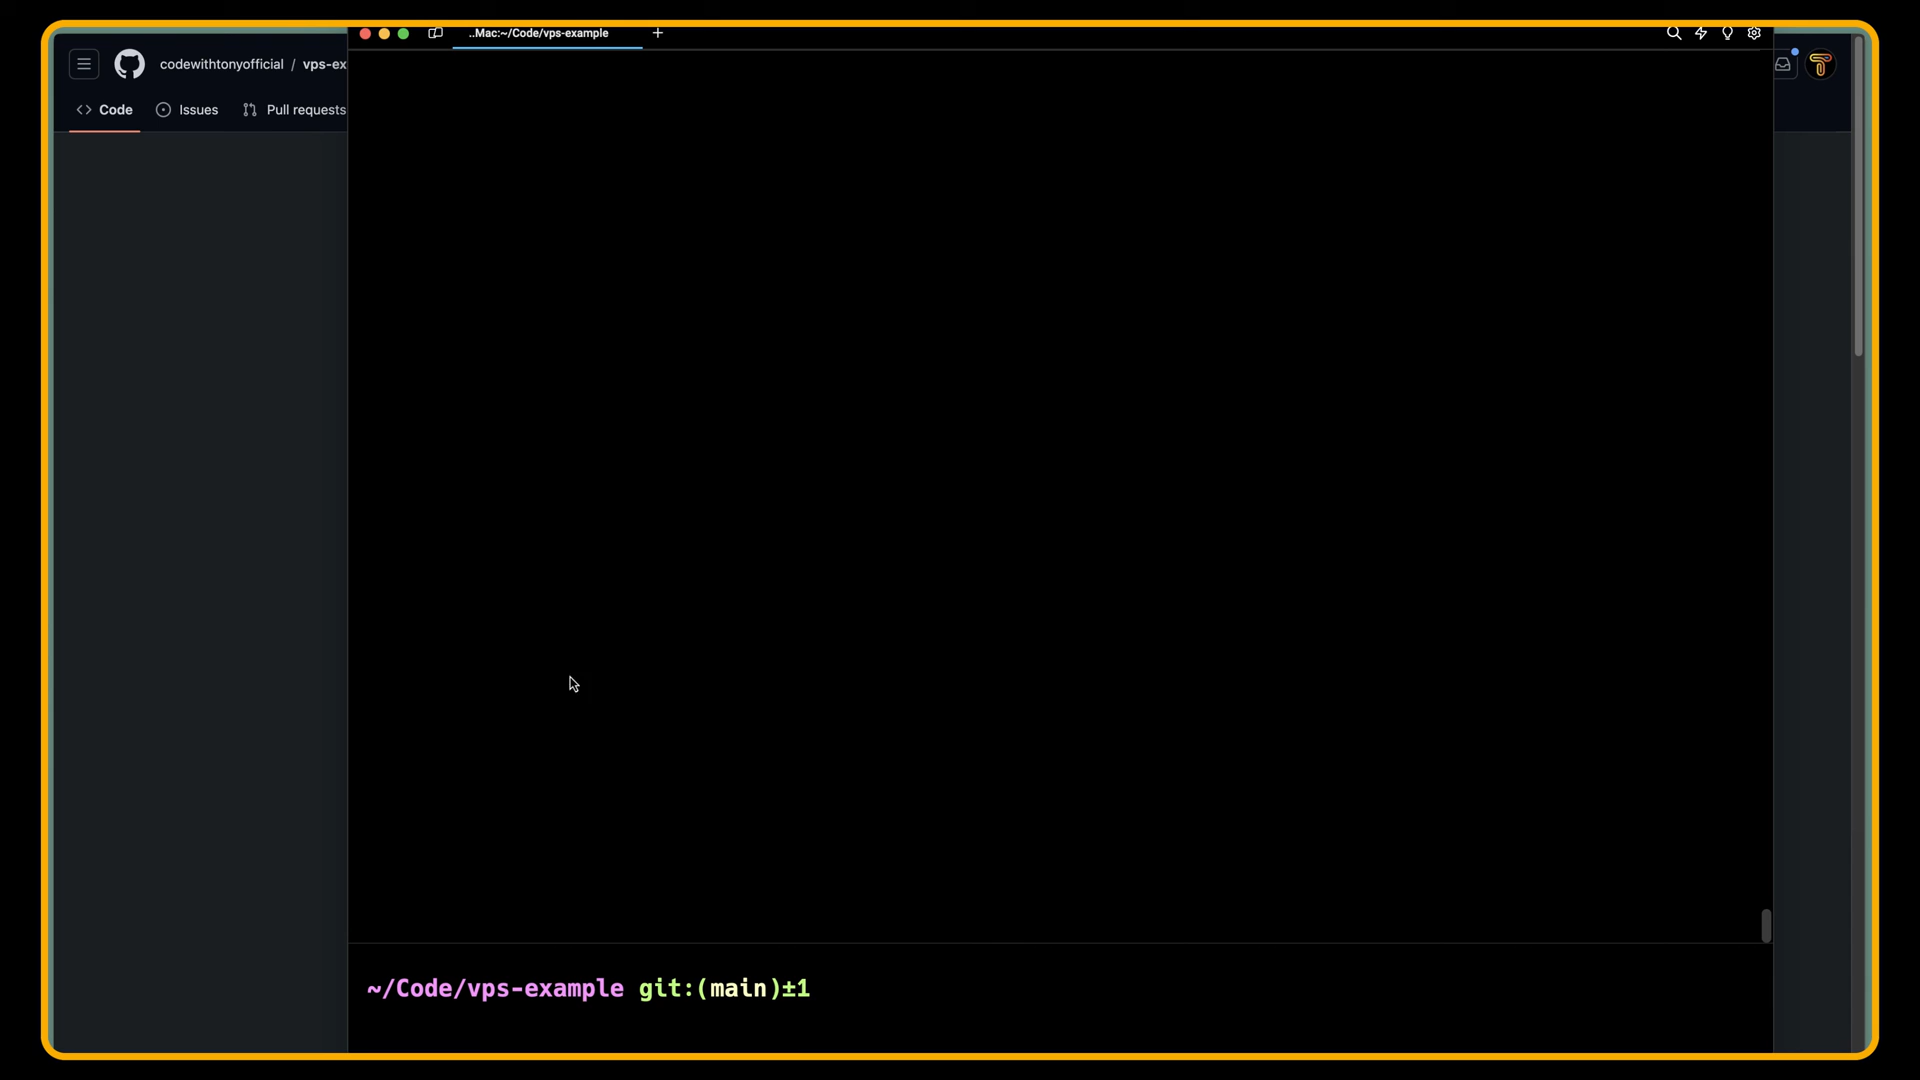 ..Mac:~/Code/vps-example
codewithtonyofficial / vps-ex
Code
Issues
Pull requests
~/Code/vps-example git:(main)±1